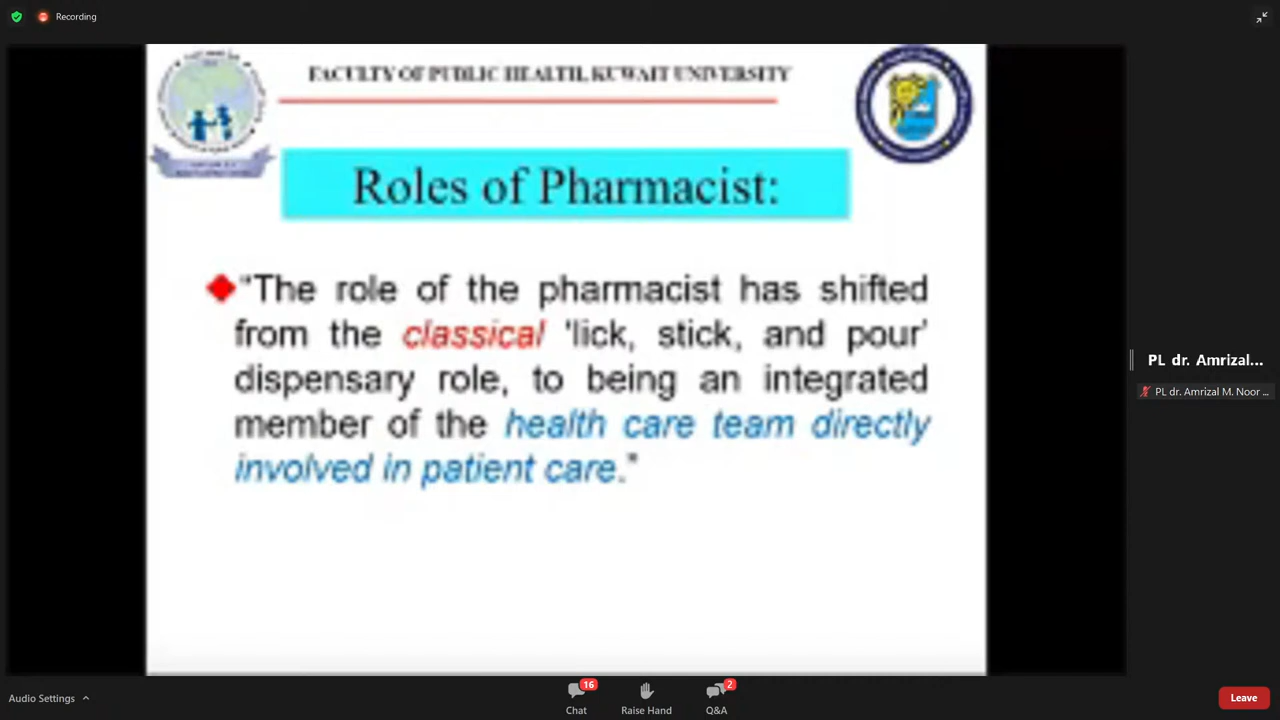 Recording
FACULTY OF PUBLIC HEALTH, KUWAIT UNIVERSITY
Roles of Pharmacist:
"The role of the pharmacist has shifted
from the classical 'lick, stick, and pour'
dispensary role, to being an integrated
member of the health care team directly
involved in patient care."
PL dr. Amrizal...
PL dr. Amrizal M. Noor ...
Audio Settings
16
Chat
Raise Hand
2
Q&A
Leave